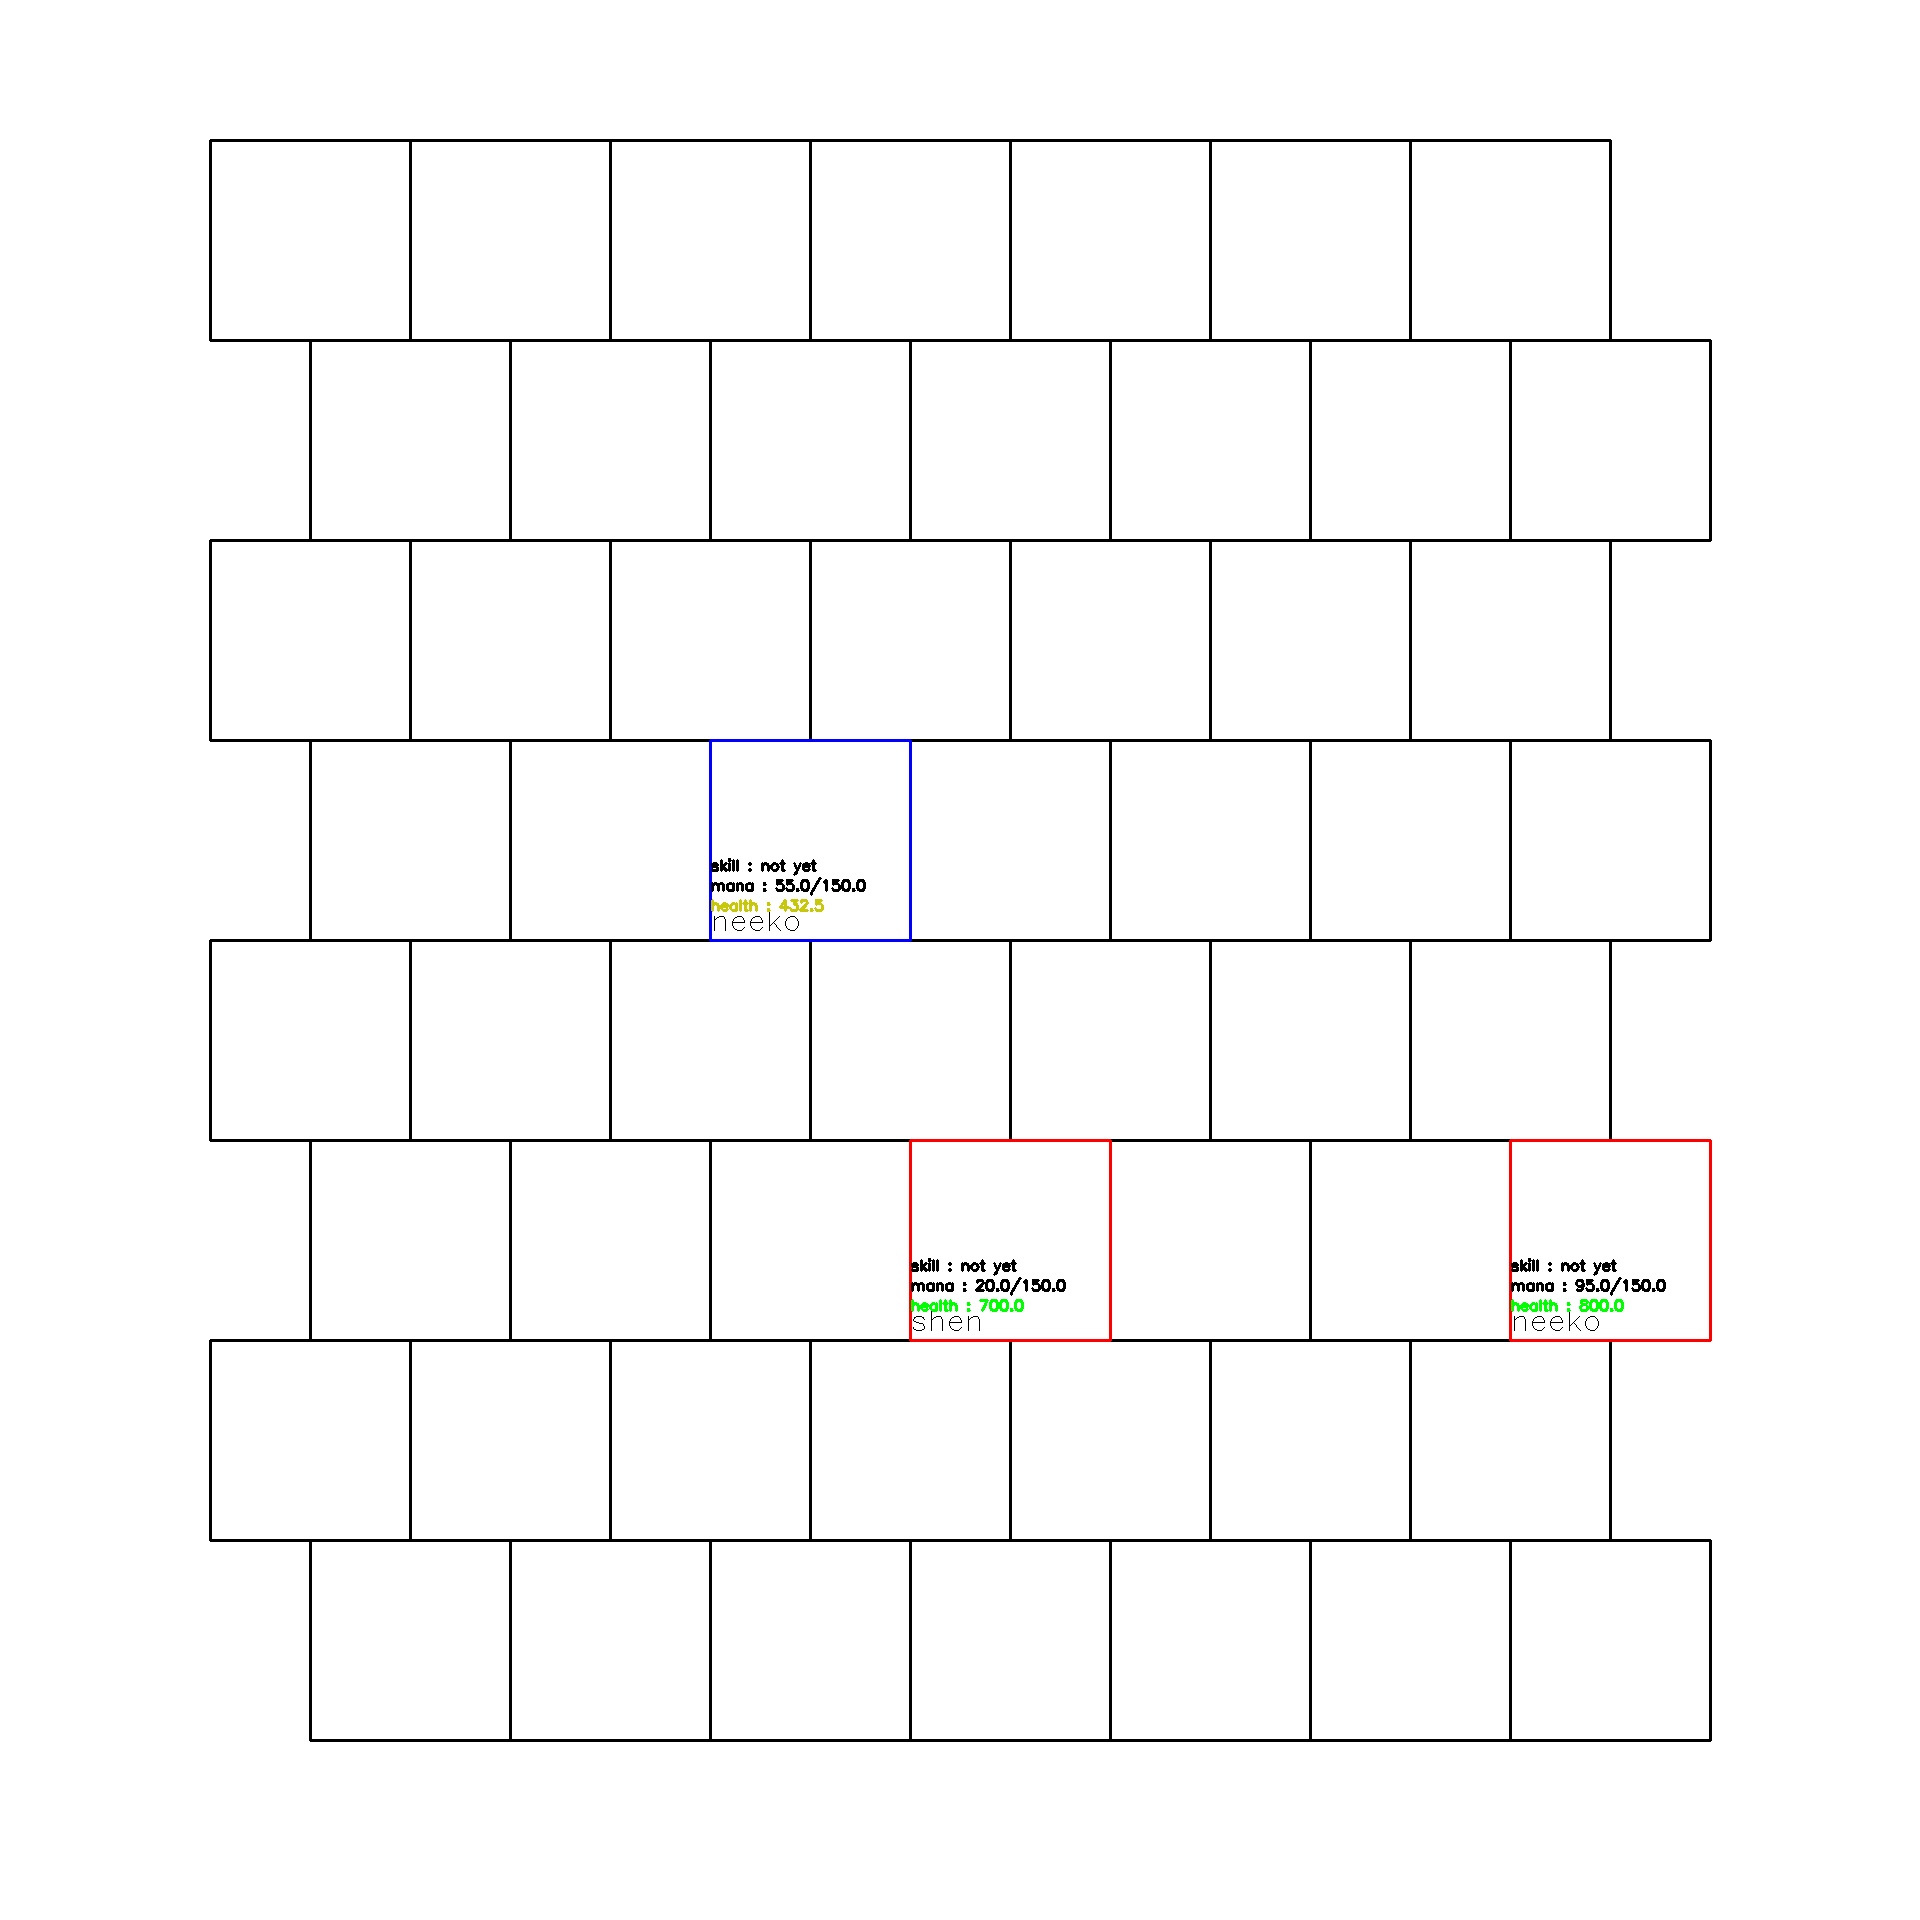 skill : not yet
mana : 55.0/150.0
health : 432.5
neeko
skill : not yet
mana : 20.0/150.0
health : 700.0
shen
skill : not yet
mana : 95.0/150.0
health : 800.0
neeko